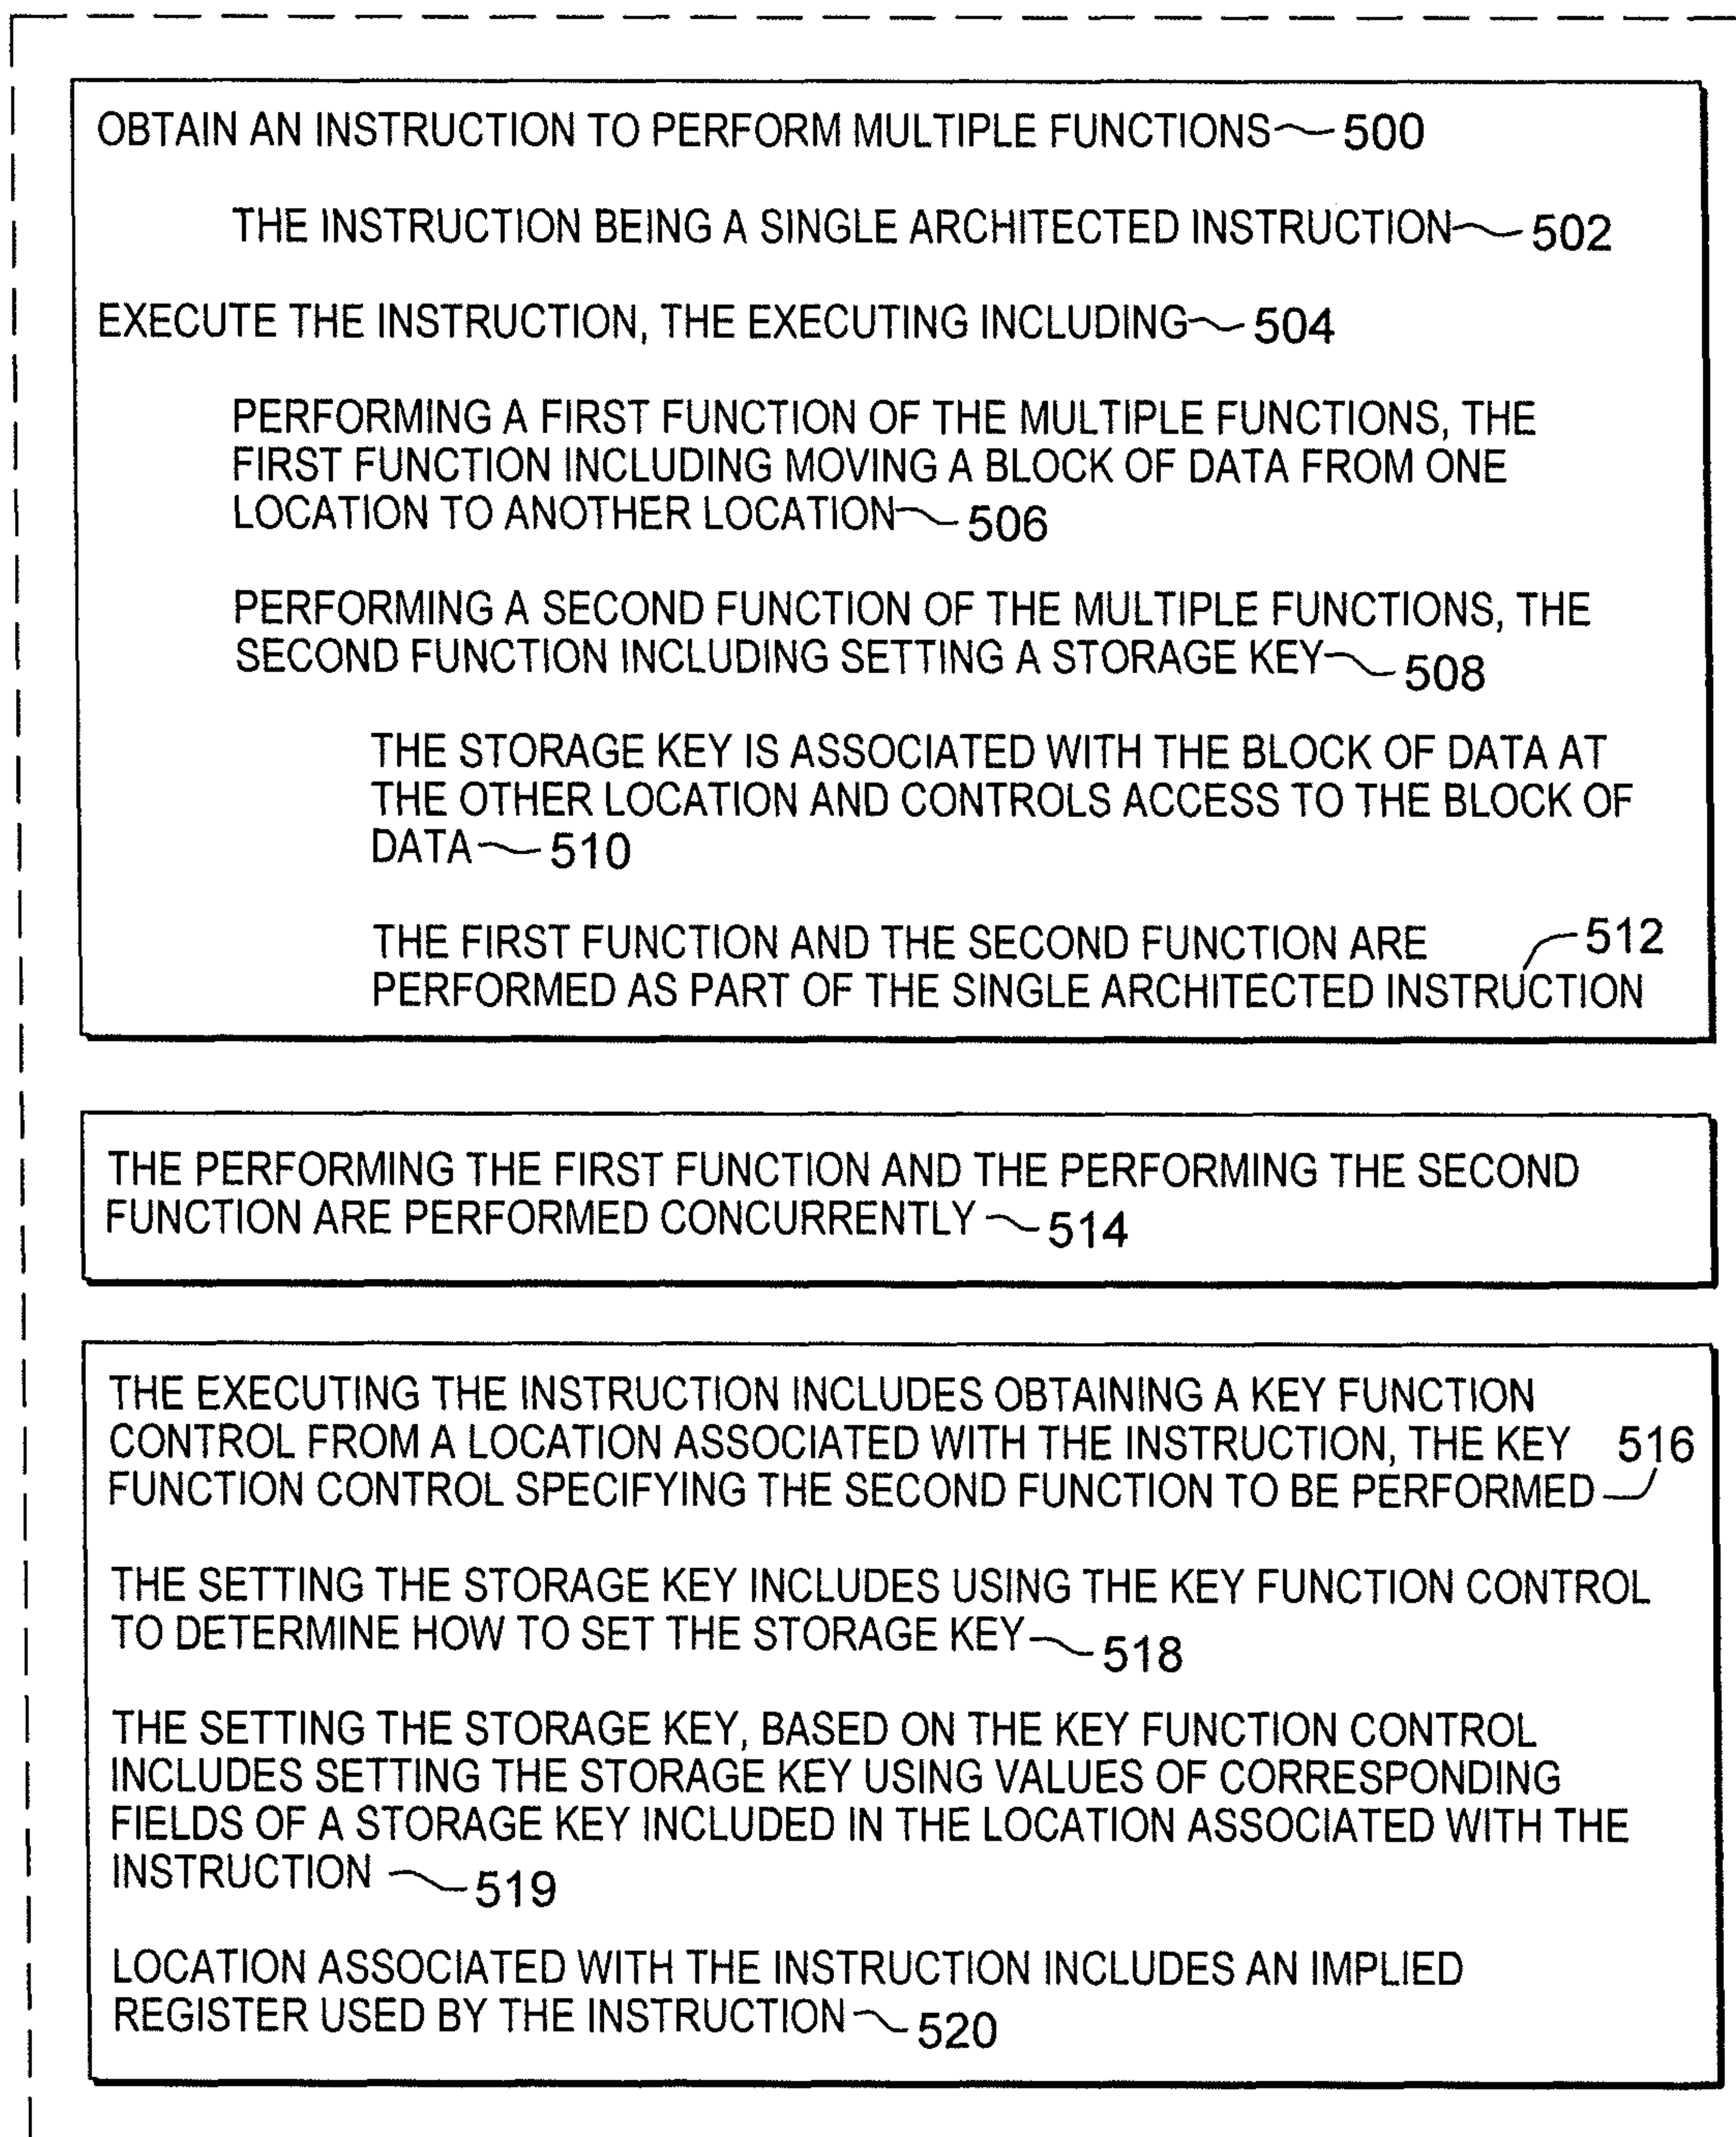 OBTAIN AN INSTRUCTION TO PERFORM MULTIPLE FUNCTIONS 500
THE INSTRUCTION BEING A SINGLE ARCHITECTED INSTRUCTION 502
EXECUTE THE INSTRUCTION, THE EXECUTING INCLUDING 504
PERFORMING A FIRST FUNCTION OF THE MULTIPLE FUNCTIONS, THE
FIRST FUNCTION INCLUDING MOVING A BLOCK OF DATA FROM ONE
LOCATION TO ANOTHER LOCATION 506
PERFORMING A SECOND FUNCTION OF THE MULTIPLE FUNCTIONS, THE
SECOND FUNCTION INCLUDING SETTING A STORAGE KEY 508
THE STORAGE KEY IS ASSOCIATED WITH THE BLOCK OF DATA AT
THE OTHER LOCATION AND CONTROLS ACCESS TO THE BLOCK OF
DATA 510
THE FIRST FUNCTION AND THE SECOND FUNCTION ARE 512
PERFORMED AS PART OF THE SINGLE ARCHITECTED INSTRUCTION
THE PERFORMING THE FIRST FUNCTION AND THE PERFORMING THE SECOND
FUNCTION ARE PERFORMED CONCURRENTLY 514
THE EXECUTING THE INSTRUCTION INCLUDES OBTAINING A KEY FUNCTION
CONTROL FROM A LOCATION ASSOCIATED WITH THE INSTRUCTION, THE KEY 516
FUNCTION CONTROL SPECIFYING THE SECOND FUNCTION TO BE PERFORMED
THE SETTING THE STORAGE KEY INCLUDES USING THE KEY FUNCTION CONTROL
TO DETERMINE HOW TO SET THE STORAGE KEY 518
THE SETTING THE STORAGE KEY, BASED ON THE KEY FUNCTION CONTROL
INCLUDES SETTING THE STORAGE KEY USING VALUES OF CORRESPONDING
FIELDS OF A STORAGE KEY INCLUDED IN THE LOCATION ASSOCIATED WITH THE
INSTRUCTION 519
LOCATION ASSOCIATED WITH THE INSTRUCTION INCLUDES AN IMPLIED
REGISTER USED BY THE INSTRUCTION 520